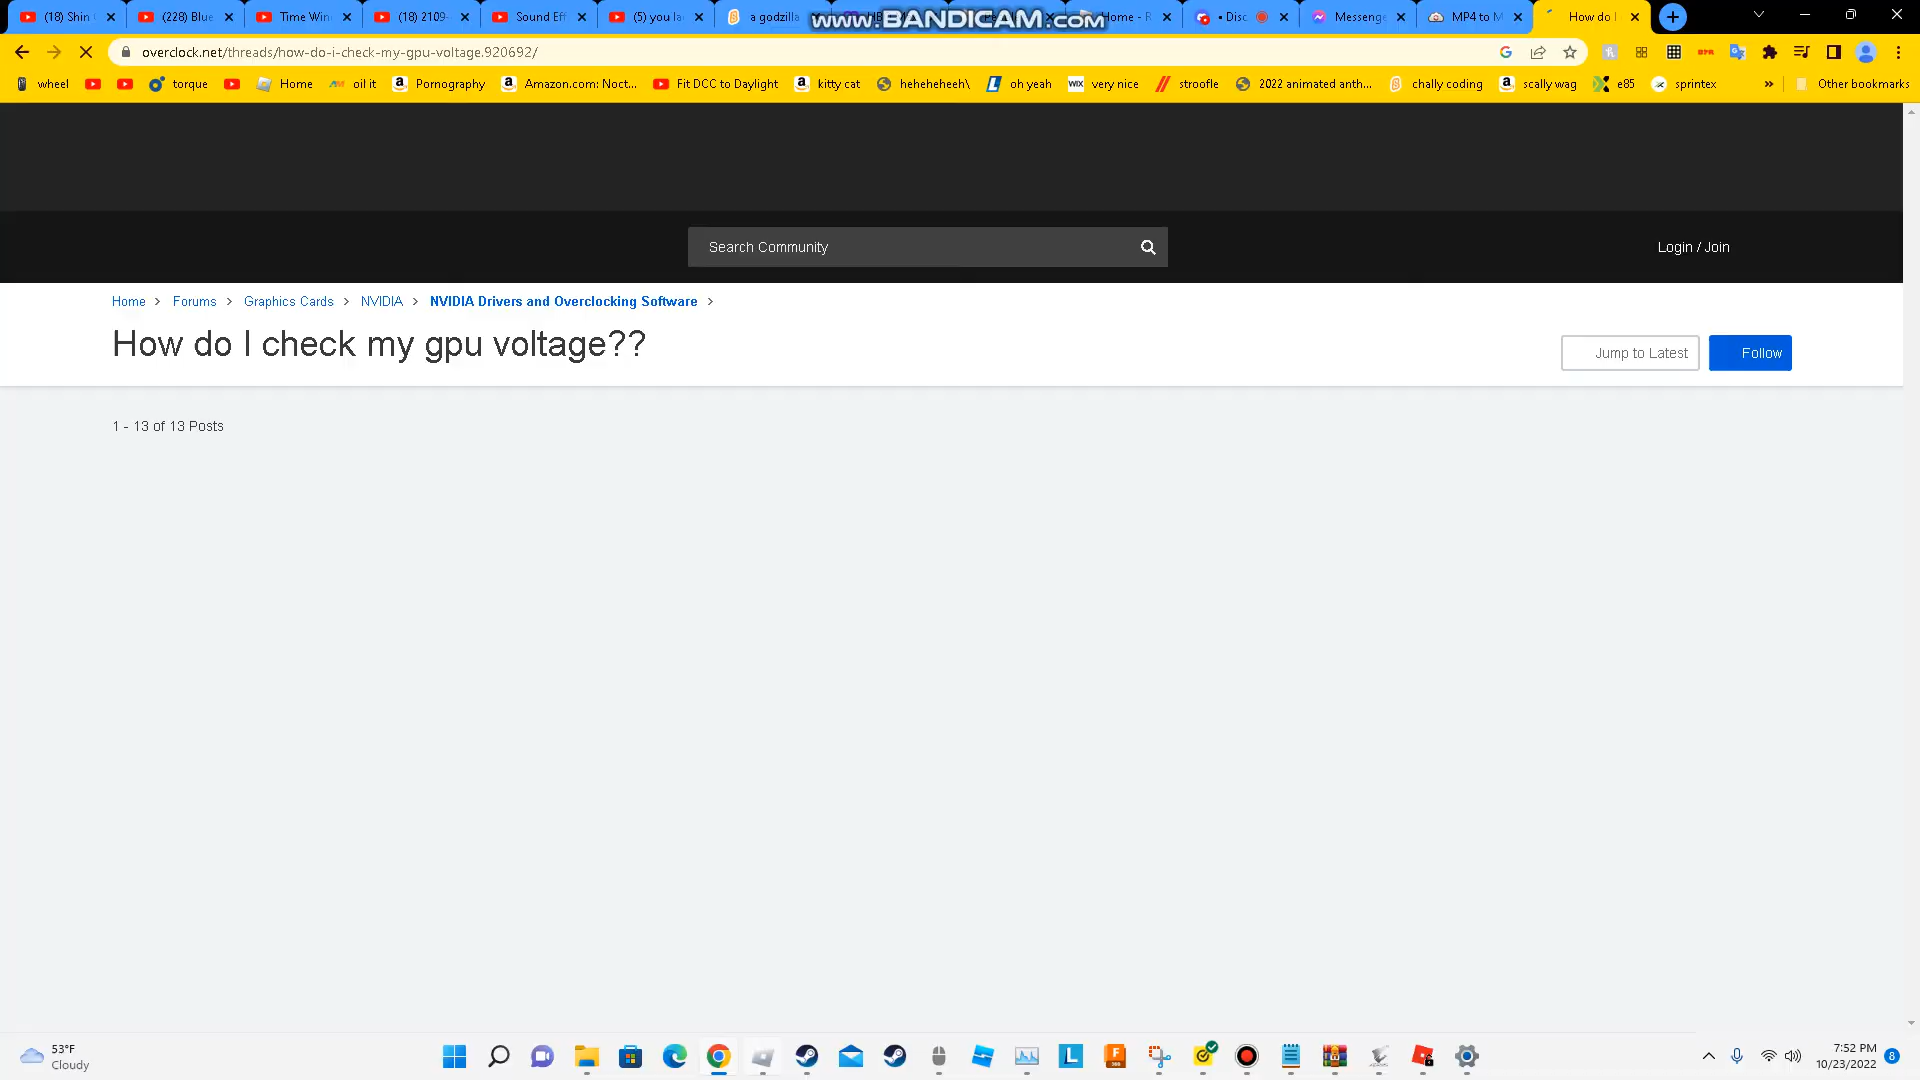 (18) Shin
(228) Blue
Time Win
(18) 2109-
Sound Eff
(5) you la
a godzilla
www.BANDICAM.com
Home - R
• Disc
Messenge
MP4 to M
How do I
overclock.net/threads/how-do-i-check-my-gpu-voltage.920692/
wheel
torque
Home
oil it
Pornography
Amazon.com: Noct...
Fit DCC to Daylight
kitty cat
heheheheeh\
oh yeah
WIX very nice
stroofle
2022 animated anth...
chally coding
scally wag
e85
sprintex
»
Other bookmarks
Search Community
Login / Join
Home > Forums > Graphics Cards > NVIDIA > NVIDIA Drivers and Overclocking Software >
How do I check my gpu voltage??
Jump to Latest
Follow
1 - 13 of 13 Posts
53°F
Cloudy
7:52 PM
10/23/2022
8